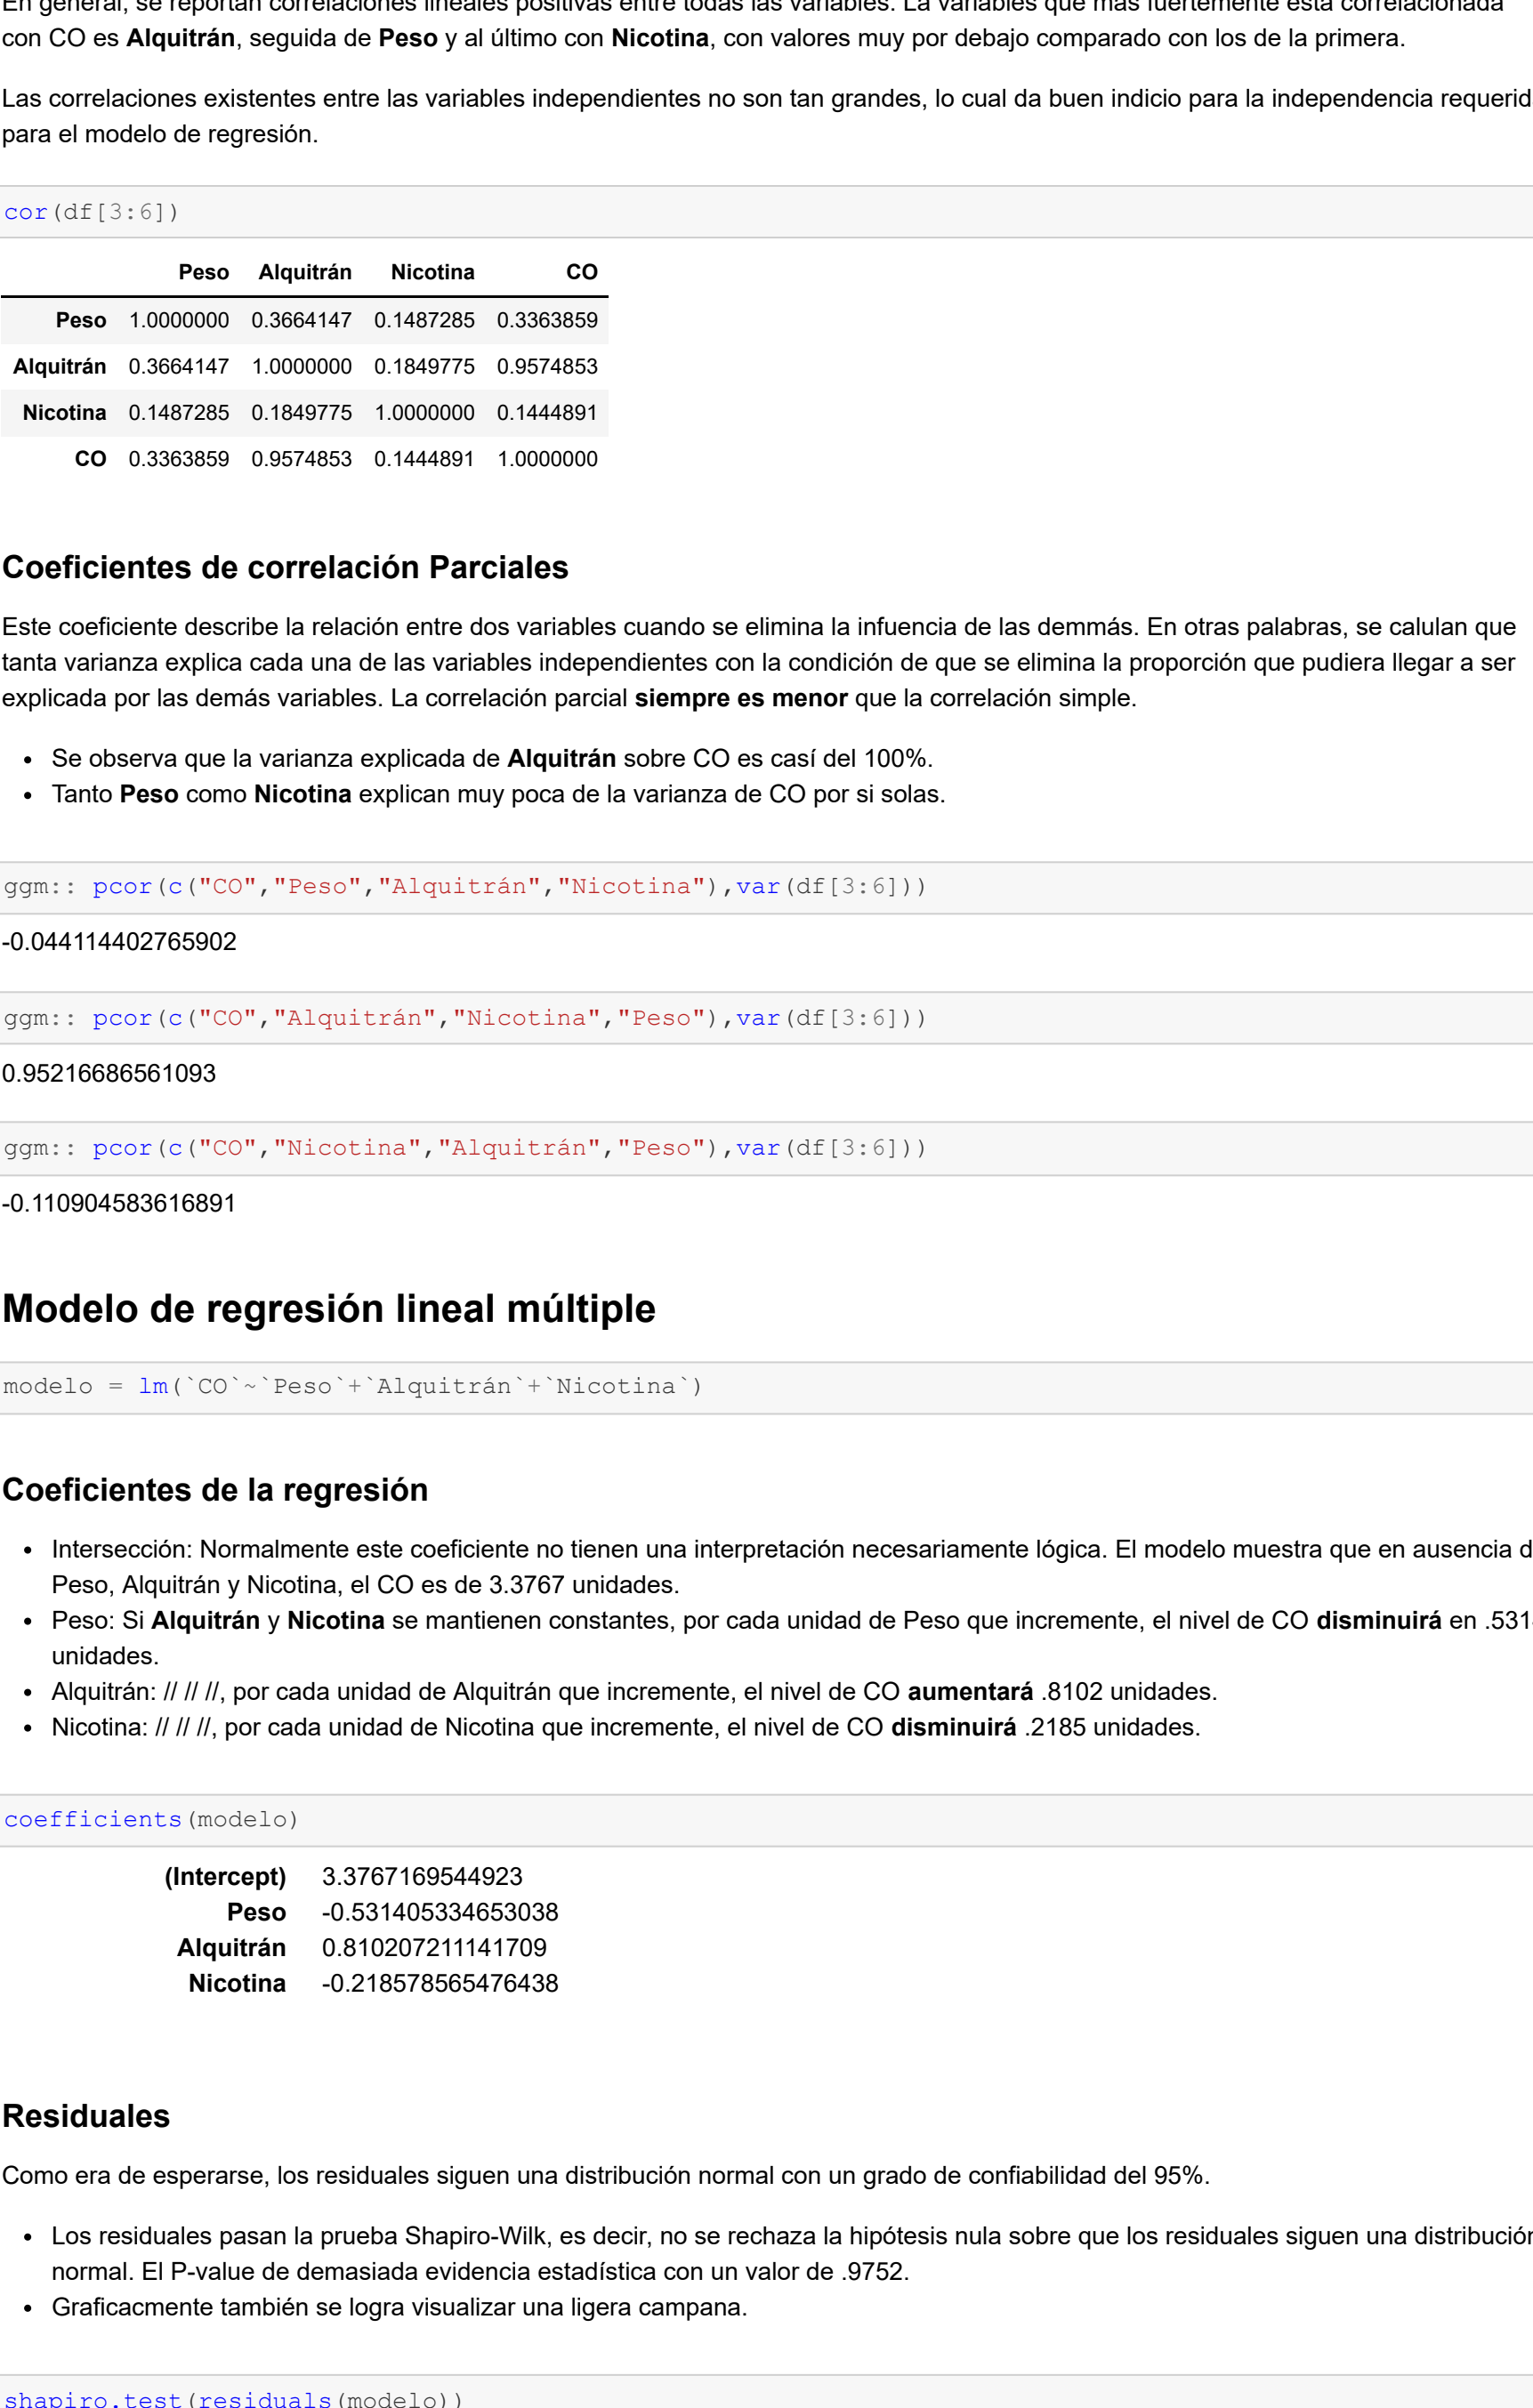 En general, se reportan correlaciones lineales positivas entre todas las variables. La variables que más fuertemente está correlacionada
con CO es Alquitrán, seguida de Peso y al último con Nicotina, con valores muy por debajo comparado con los de la primera.
Las correlaciones existentes entre las variables independientes no son tan grandes, lo cual da buen indicio para la independencia requerid
para el modelo de regresión.
cor(df[3:6])
Peso Alquitrán Nicotina CO
Peso 1.0000000 0.3664147 0.1487285 0.3363859
Alquitrán 0.3664147 1.0000000 0.1849775 0.9574853
Nicotina 0.1487285 0.1849775 1.0000000 0.1444891
CO 0.3363859 0.9574853 0.1444891 1.0000000
Coeficientes de correlación Parciales
Este coeficiente describe la relación entre dos variables cuando se elimina la infuencia de las demmás. En otras palabras, se calulan que
tanta varianza explica cada una de las variables independientes con la condición de que se elimina la proporción que pudiera llegar a ser
explicada por las demás variables. La correlación parcial siempre es menor que la correlación simple.
• Se observa que la varianza explicada de Alquitrán sobre CO es casí del 100%.
• Tanto Peso como Nicotina explican muy poca de la varianza de CO por si solas.
ggm:: pcor(c("CO","Peso","Alquitrán","Nicotina"),var(df[3:6]))
-0.044114402765902
ggm:: pcor(c("CO","Alquitrán","Nicotina","Peso"),var(df[3:6]))
0.95216686561093
ggm:: pcor(c("CO","Nicotina","Alquitrán","Peso"),var(df[3:6]))
-0.110904583616891
Modelo de regresión lineal múltiple
modelo = lm(`CO`~`Peso`+`Alquitrán`+`Nicotina`)
Coeficientes de la regresión
• Intersección: Normalmente este coeficiente no tienen una interpretación necesariamente lógica. El modelo muestra que en ausencia d
Peso, Alquitrán y Nicotina, el CO es de 3.3767 unidades.
• Peso: Si Alquitrán y Nicotina se mantienen constantes, por cada unidad de Peso que incremente, el nivel de CO disminuirá en .531
unidades.
• Alquitrán: // // //, por cada unidad de Alquitrán que incremente, el nivel de CO aumentará .8102 unidades.
• Nicotina: // // //, por cada unidad de Nicotina que incremente, el nivel de CO disminuirá .2185 unidades.
coefficients(modelo)
(Intercept) 3.3767169544923
Peso -0.531405334653038
Alquitrán 0.810207211141709
Nicotina -0.218578565476438
Residuales
Como era de esperarse, los residuales siguen una distribución normal con un grado de confiabilidad del 95%.
• Los residuales pasan la prueba Shapiro-Wilk, es decir, no se rechaza la hipótesis nula sobre que los residuales siguen una distribución
normal. El P-value de demasiada evidencia estadística con un valor de .9752.
• Graficacmente también se logra visualizar una ligera campana.
shapiro.test(residuals(modelo))